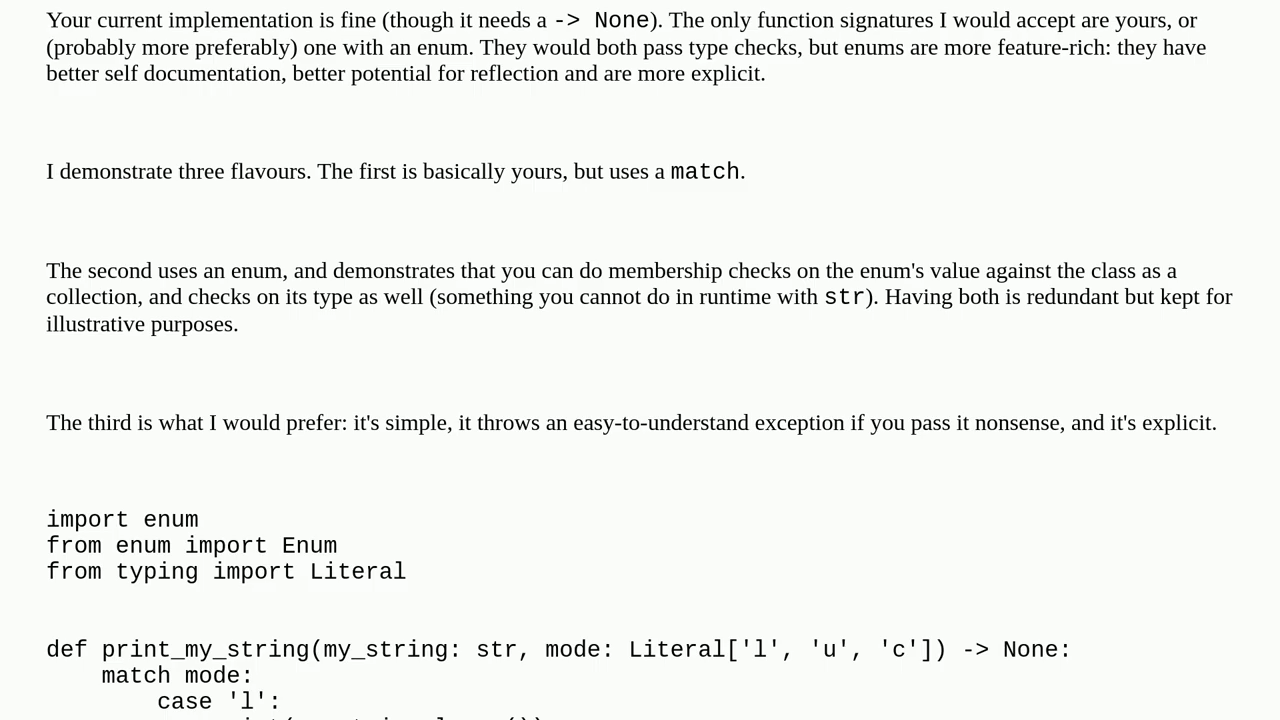 Your current implementation is fine (though it needs a -> None). The only function signatures I would accept are yours, or
(probably more preferably) one with an enum. They would both pass type checks, but enums are more feature-rich: they have
better self documentation, better potential for reflection and are more explicit.
I demonstrate three flavours. The first is basically yours, but uses a match.
The second uses an enum, and demonstrates that you can do membership checks on the enum's value against the class as a
collection, and checks on its type as well (something you cannot do in runtime with str). Having both is redundant but kept for
illustrative purposes.
The third is what I would prefer: it's simple, it throws an easy-to-understand exception if you pass it nonsense, and it's explicit.
import enum
from enum import Enum
from typing import Literal
def print_my_string(my_string: str, mode: Literal['l', 'u', 'c']) -> None:
    match mode:
        case 'l':